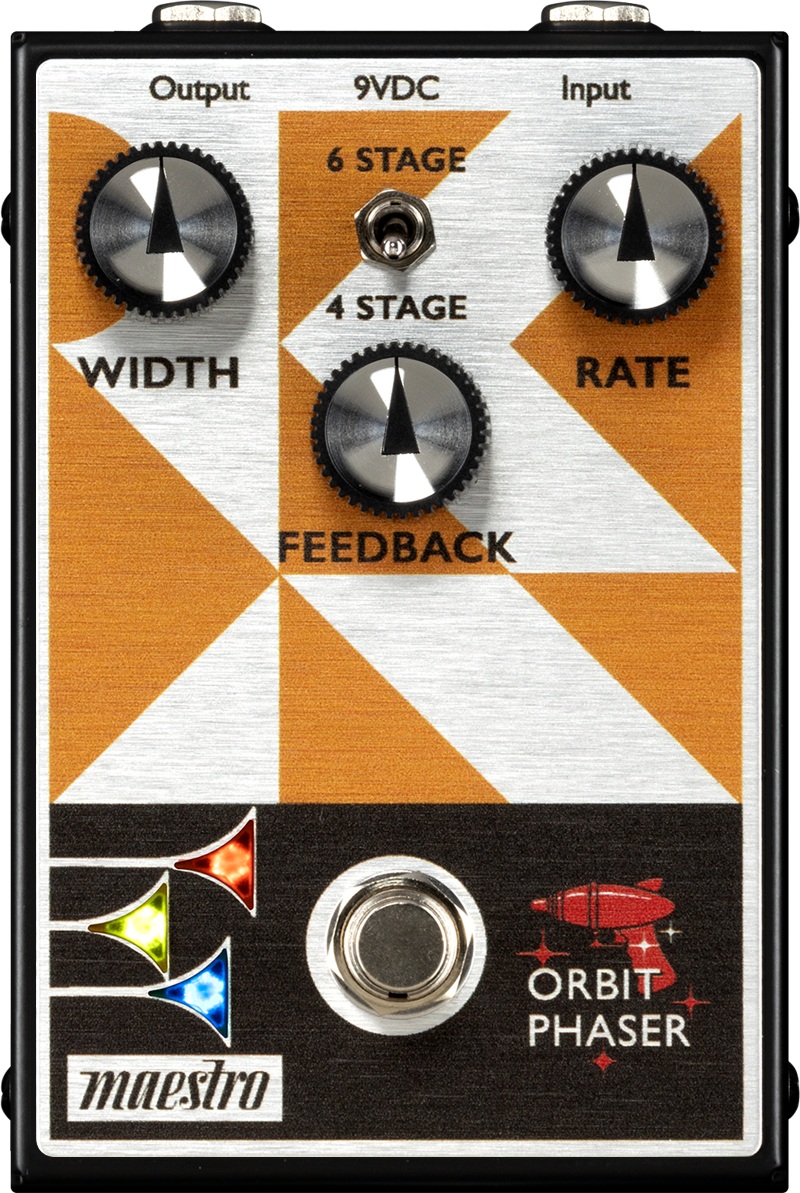 Output 9VDC Input
6 STAGE
4 STAGE
WIDTH RATE
FEEDBACK
ORBIT
PHASER
maestro